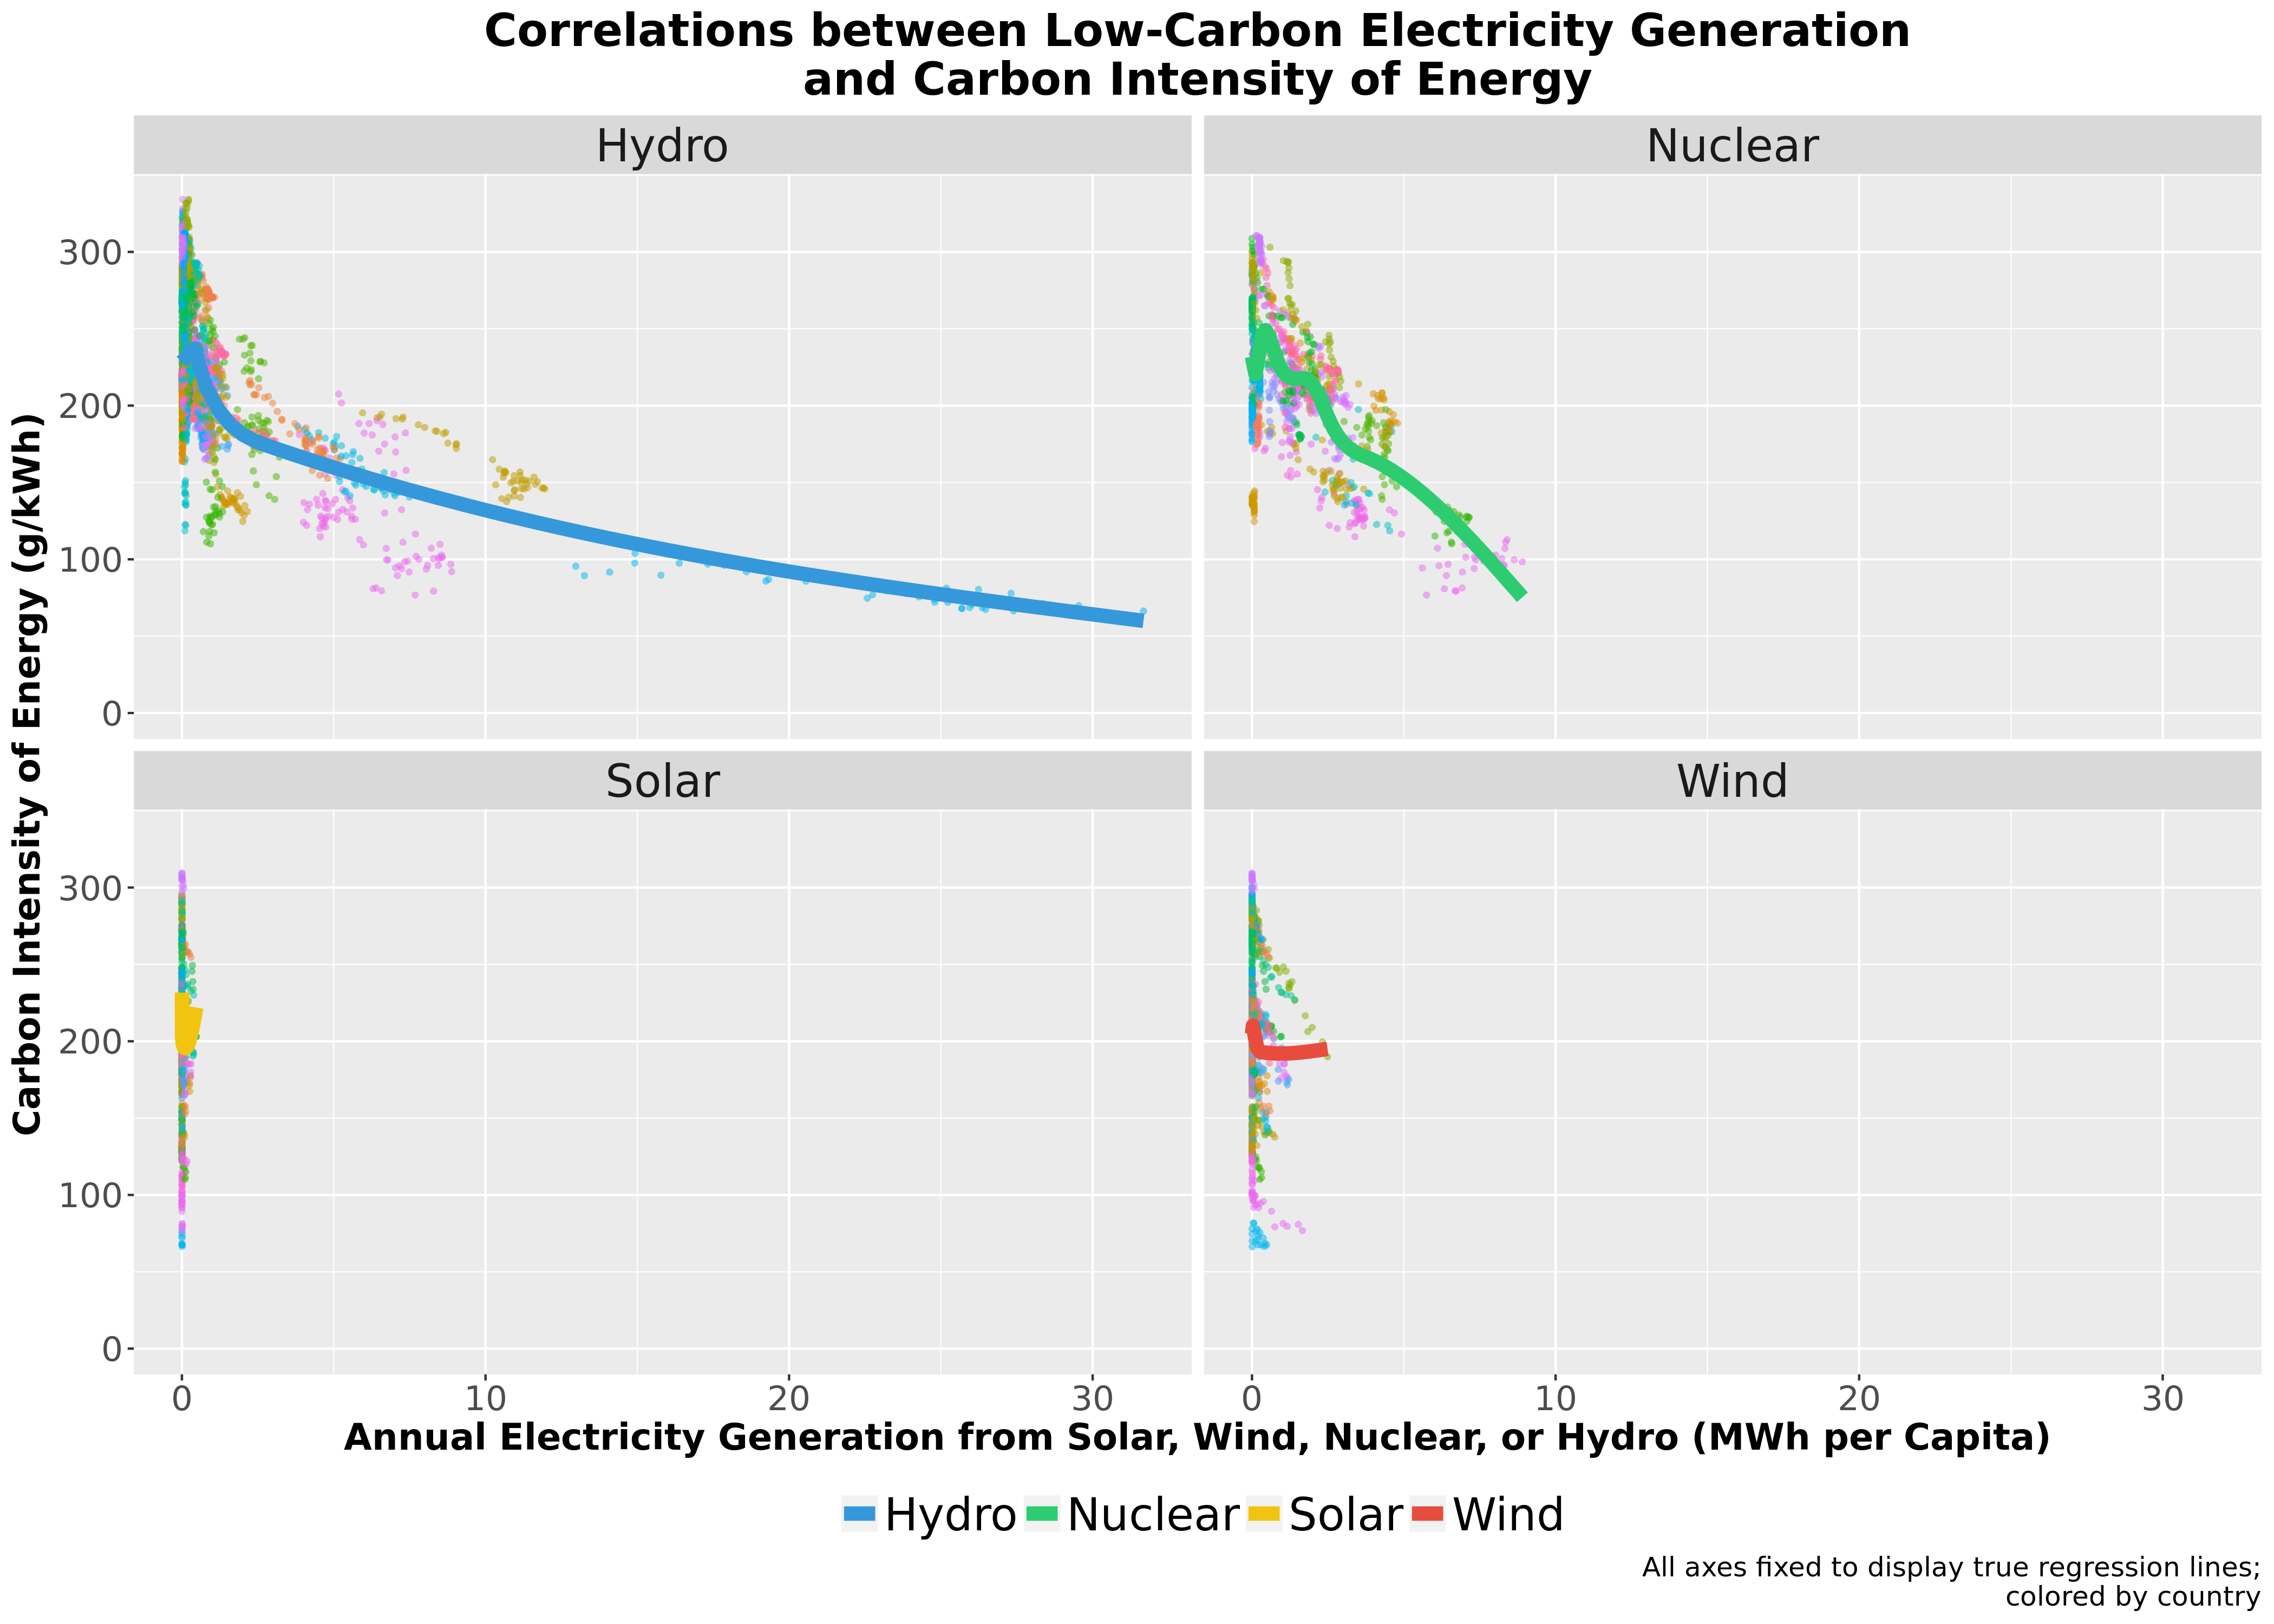 Correlations between Low-Carbon Electricity Generation
and Carbon Intensity of Energy
Hydro
Nuclear
300
200
100
0
Solar
Wind
300
200
100
0
0
10
20
30
0
10
20
30
Carbon Intensity of Energy (g/kWh)
Annual Electricity Generation from Solar, Wind, Nuclear, or Hydro (MWh per Capita)
Hydro
Nuclear
Solar
Wind
All axes fixed to display true regression lines;
colored by country